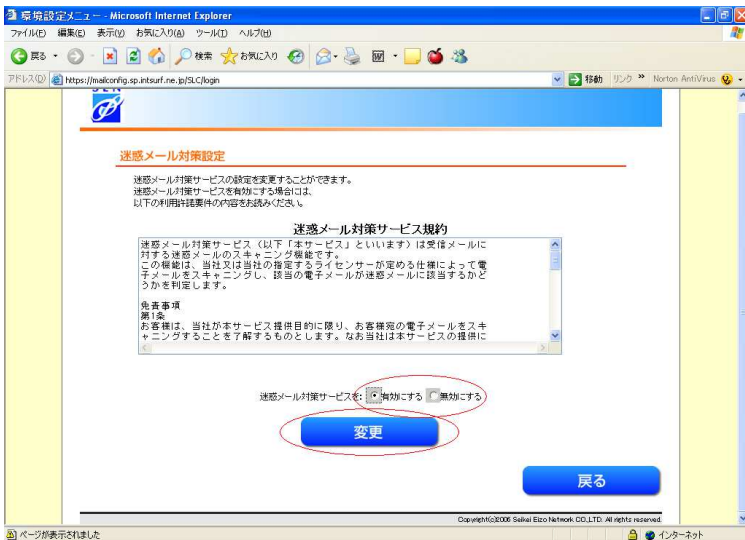 環境設定メニュー - Microsoft Internet Explorer
ファイル(F) 編集(E) 表示(V) お気に入り(A) ツール(T) ヘルプ(H)
戻る 検索 お気に入り
アドレス(D) https://mailconfig.sp.intsurf.ne.jp/SLC/login 移動 リンク » Norton AntiVirus
迷惑メール対策設定
迷惑メール対策サービスの設定を変更することができます。
迷惑メール対策サービスを有効にする場合には、
以下の利用許諾要件の内容をお読みください。
迷惑メール対策サービス規約
迷惑メール対策サービス（以下「本サービス」といいます）は受信メールに
対する迷惑メールのスキャニング機能です。
この機能は、当社又は当社の指定するライセンサーが定める仕様によって電
子メールをスキャニングし、該当の電子メールが迷惑メールに該当するかど
うかを判定します。
免責事項
第1条
お客様は、当社が本サービス提供目的に限り、お客様宛の電子メールをスキ
ャニングすることを了解するものとします。なお当社は本サービスの提供に
迷惑メール対策サービスを: 有効にする 無効にする
変更
戻る
Copyright(c)2006 Seikei Eizo Network CO.,LTD. All rights reserved.
ページが表示されました インターネット